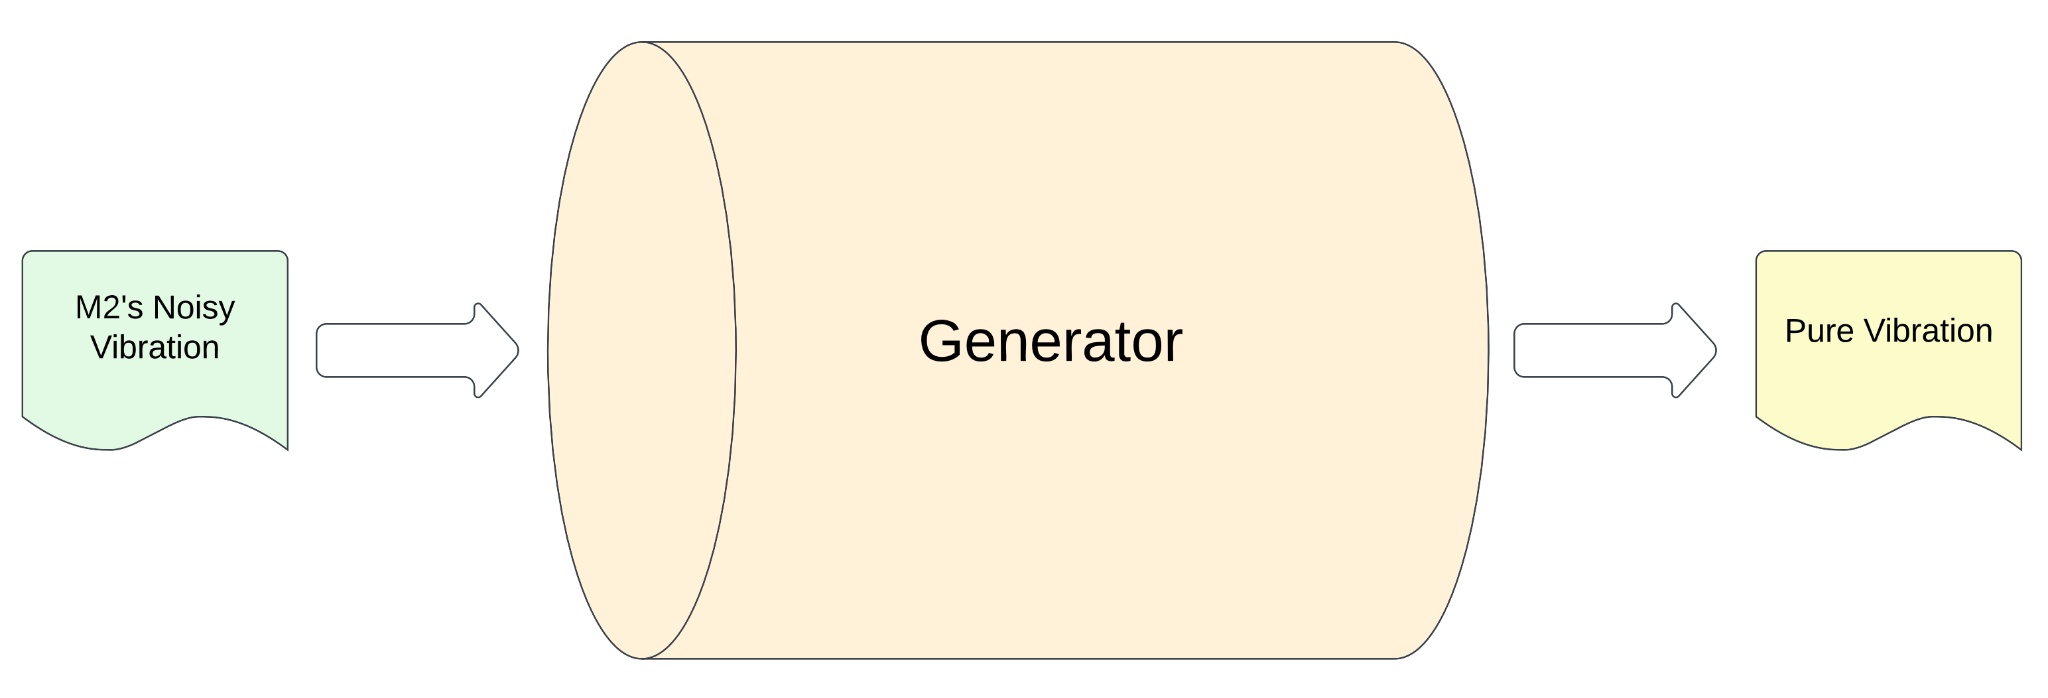 M2's Noisy
Vibration
Generator
Pure Vibration